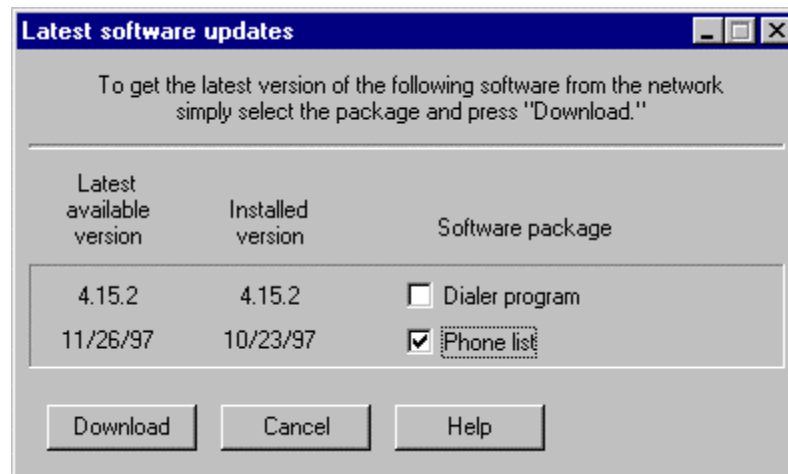 Latest software updates
To get the latest version of the following software from the network
simply select the package and press "Download."
Latest
available
version
Installed
version
Software package
4.15.2 4.15.2 Dialer program
11/26/97 10/23/97 Phone list
Download Cancel Help